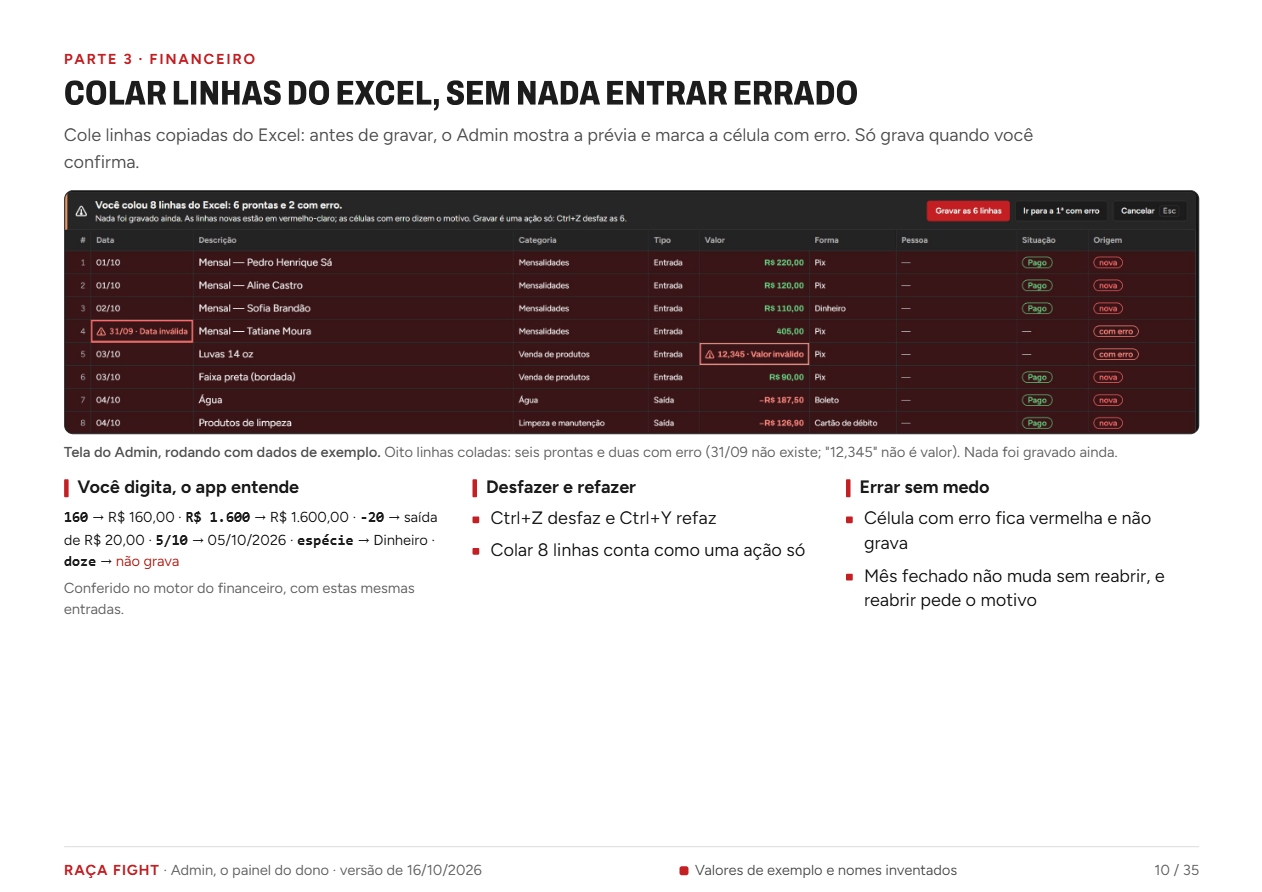 PARTE 3 · FINANCEIRO
COLAR LINHAS DO EXCEL, SEM NADA ENTRAR ERRADO
Cole linhas copiadas do Excel: antes de gravar, o Admin mostra a prévia e marca a célula com erro. Só grava quando você
confirma.
Você colou 8 linhas do Excel: 6 prontas e 2 com erro.
Nada foi gravado ainda. As linhas novas estão em vermelho-claro; as células com erro dizem o motivo. Gravar é uma ação só: Ctrl+Z desfaz as 6.
Gravar as 6 linhas Ir para a 1ª com erro Cancelar Esc
# Data Descrição Categoria Tipo Valor Forma Pessoa Situação Origem
1 01/10 Mensal — Pedro Henrique Sá Mensalidades Entrada R$ 220,00 Pix — Pago nova
2 01/10 Mensal — Aline Castro Mensalidades Entrada R$ 120,00 Pix — Pago nova
3 02/10 Mensal — Sofia Brandão Mensalidades Entrada R$ 110,00 Dinheiro — Pago nova
4 31/09 · Data inválida Mensal — Tatiane Moura Mensalidades Entrada 405,00 Pix — — com erro
5 03/10 Luvas 14 oz Venda de produtos Entrada 12,345 · Valor inválido Pix — — com erro
6 03/10 Faixa preta (bordada) Venda de produtos Entrada R$ 90,00 Pix — Pago nova
7 04/10 Água Água Saída −R$ 187,50 Boleto — Pago nova
8 04/10 Produtos de limpeza Limpeza e manutenção Saída −R$ 126,90 Cartão de débito — Pago nova
Tela do Admin, rodando com dados de exemplo. Oito linhas coladas: seis prontas e duas com erro (31/09 não existe; "12,345" não é valor). Nada foi gravado ainda.
Você digita, o app entende
160 → R$ 160,00 · R$ 1.600 → R$ 1.600,00 · -20 → saída
de R$ 20,00 · 5/10 → 05/10/2026 · espécie → Dinheiro ·
doze → não grava
Conferido no motor do financeiro, com estas mesmas
entradas.
Desfazer e refazer
Ctrl+Z desfaz e Ctrl+Y refaz
Colar 8 linhas conta como uma ação só
Errar sem medo
Célula com erro fica vermelha e não
grava
Mês fechado não muda sem reabrir, e
reabrir pede o motivo
RAÇA FIGHT · Admin, o painel do dono · versão de 16/10/2026
Valores de exemplo e nomes inventados
10 / 35